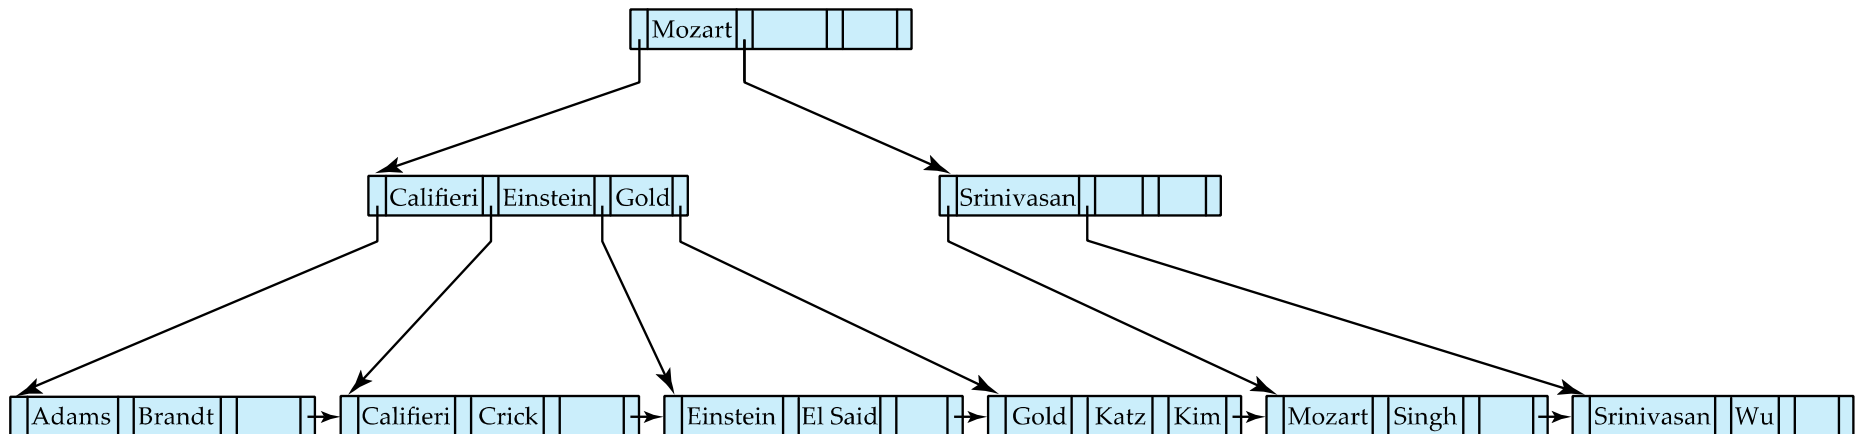 Mozart
Califieri Einstein Gold Srinivasan
Adams Brandt Califieri Crick Einstein El Said Gold Katz Kim Mozart Singh Srinivasan Wu